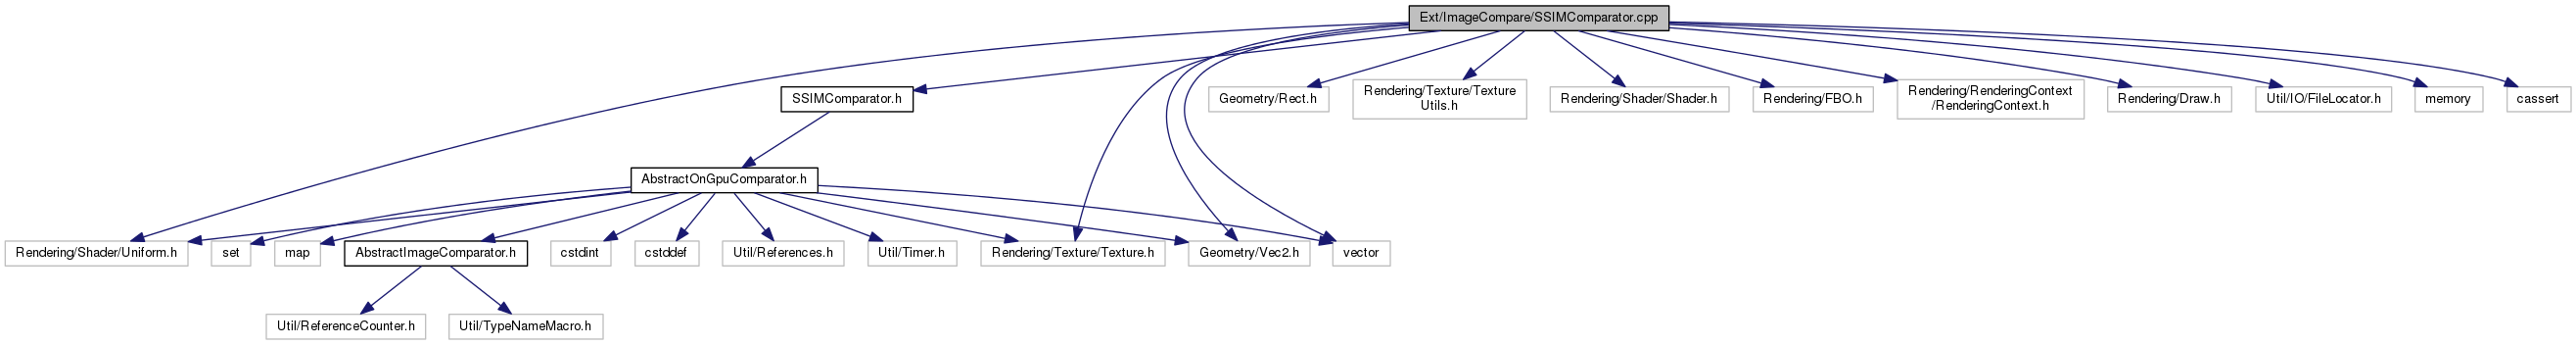 Ext/ImageCompare/SSIMComparator.cpp
SSIMComparator.h
Geometry/Rect.h
Rendering/Texture/Texture
Utils.h
Rendering/Shader/Shader.h
Rendering/FBO.h
Rendering/RenderingContext
/RenderingContext.h
Rendering/Draw.h
Util/IO/FileLocator.h
memory
cassert
AbstractOnGpuComparator.h
Rendering/Shader/Uniform.h
set
map
AbstractImageComparator.h
cstdint
cstddef
Util/References.h
Util/Timer.h
Rendering/Texture/Texture.h
Geometry/Vec2.h
vector
Util/ReferenceCounter.h
Util/TypeNameMacro.h